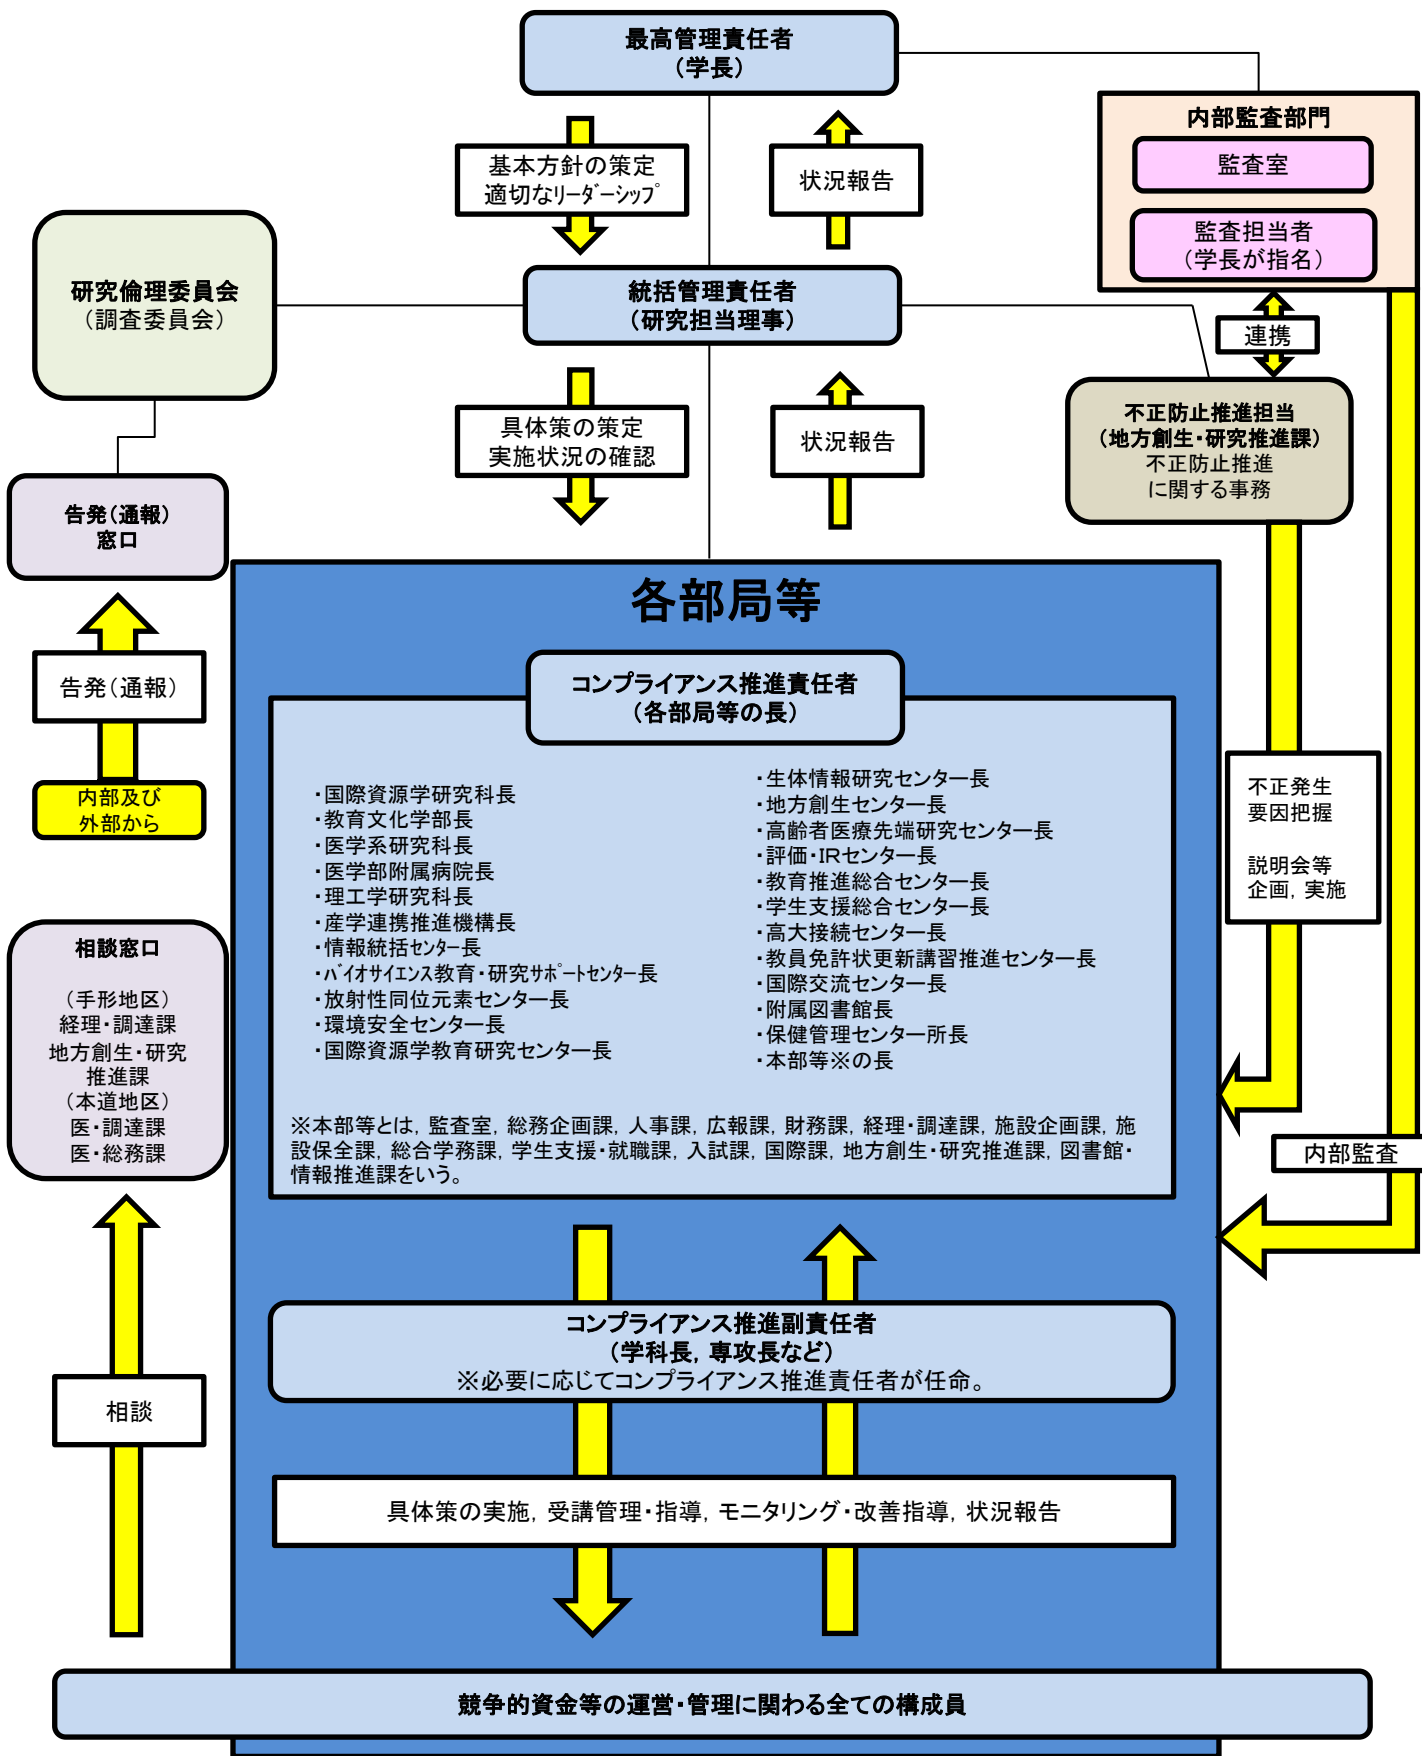 最高管理責任者
（学長）
内部監査部門
監査室
監査担当者
（学長が指名）
基本方針の策定
適切なﾘｰﾀﾞｰｼｯﾌﾟ
状況報告
研究倫理委員会
（調査委員会）
統括管理責任者
（研究担当理事）
連携
不正防止推進担当
（地方創生・研究推進課）
不正防止推進
に関する事務
具体策の策定
実施状況の確認
状況報告
告発（通報）
窓口
各部局等
告発（通報）
内部及び
外部から
コンプライアンス推進責任者
（各部局等の長）
・国際資源学研究科長
・教育文化学部長
・医学系研究科長
・医学部附属病院長
・理工学研究科長
・産学連携推進機構長
・情報統括ｾﾝﾀｰ長
・ﾊﾞｲｵｻｲｴﾝｽ教育・研究ｻﾎﾟｰﾄｾﾝﾀｰ長
・放射性同位元素センター長
・環境安全センター長
・国際資源学教育研究センター長
・生体情報研究センター長
・地方創生センター長
・高齢者医療先端研究センター長
・評価・IRセンター長
・教育推進総合センター長
・学生支援総合センター長
・高大接続センター長
・教員免許状更新講習推進センター長
・国際交流センター長
・附属図書館長
・保健管理センター所長
・本部等※の長
※本部等とは，監査室，総務企画課，人事課，広報課，財務課，経理・調達課，施設企画課，施
設保全課，総合学務課，学生支援・就職課，入試課，国際課，地方創生・研究推進課，図書館・
情報推進課をいう。
不正発生
要因把握
説明会等
企画，実施
内部監査
相談窓口
（手形地区）
経理・調達課
地方創生・研究
推進課
（本道地区）
医・調達課
医・総務課
コンプライアンス推進副責任者
（学科長，専攻長など）
※必要に応じてコンプライアンス推進責任者が任命。
相談
具体策の実施，受講管理・指導，モニタリング・改善指導，状況報告
競争的資金等の運営・管理に関わる全ての構成員